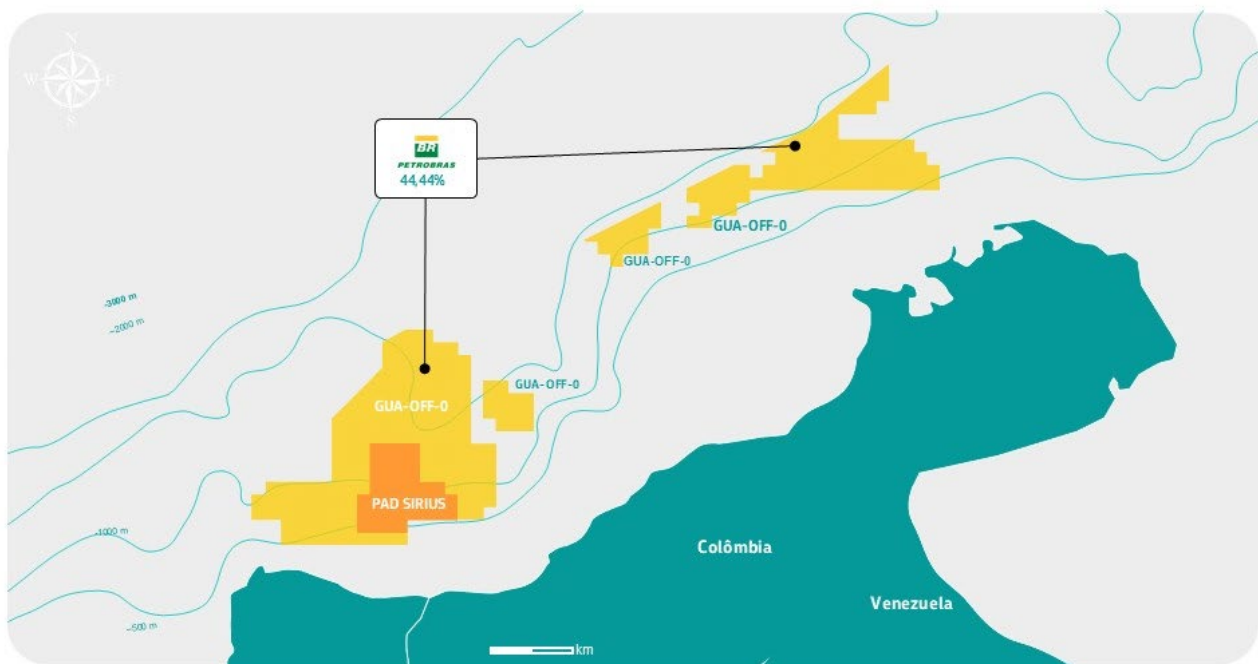 N
W E
S
BR
PETROBRAS
44,44%
GUA-OFF-0
GUA-OFF-0
-3000 m
-2000 m
GUA-OFF-0
GUA-OFF-0
PAD SIRIUS
-1000 m
Colômbia
Venezuela
-500 m
km